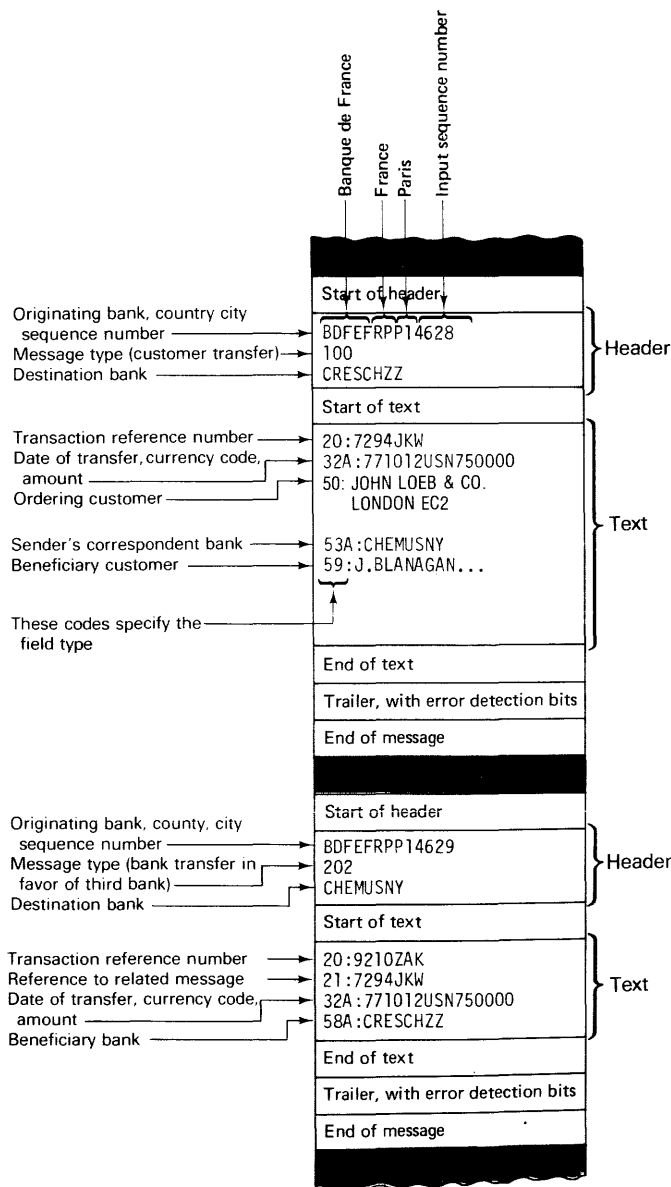 Banque de France
France
Paris
Input sequence number
Start of header
Originating bank, country city
sequence number
BDFEFRPP14628
Message type (customer transfer)
100
Destination bank
CRESCHZZ
Header
Start of text
Transaction reference number
20:7294JKW
Date of transfer, currency code,
amount
32A:771012USN750000
Ordering customer
50: JOHN LOEB & CO.
LONDON EC2
Sender's correspondent bank
53A:CHEMUSNY
Beneficiary customer
59:J.BLANAGAN...
Text
These codes specify the
field type
End of text
Trailer, with error detection bits
End of message
Start of header
Originating bank, county, city
sequence number
BDFEFRPP14629
Message type (bank transfer in
favor of third bank)
202
Destination bank
CHEMUSNY
Header
Start of text
Transaction reference number
20:9210ZAK
Reference to related message
21:7294JKW
Date of transfer, currency code,
amount
32A:771012USN750000
Beneficiary bank
58A:CRESCHZZ
Text
End of text
Trailer, with error detection bits
End of message